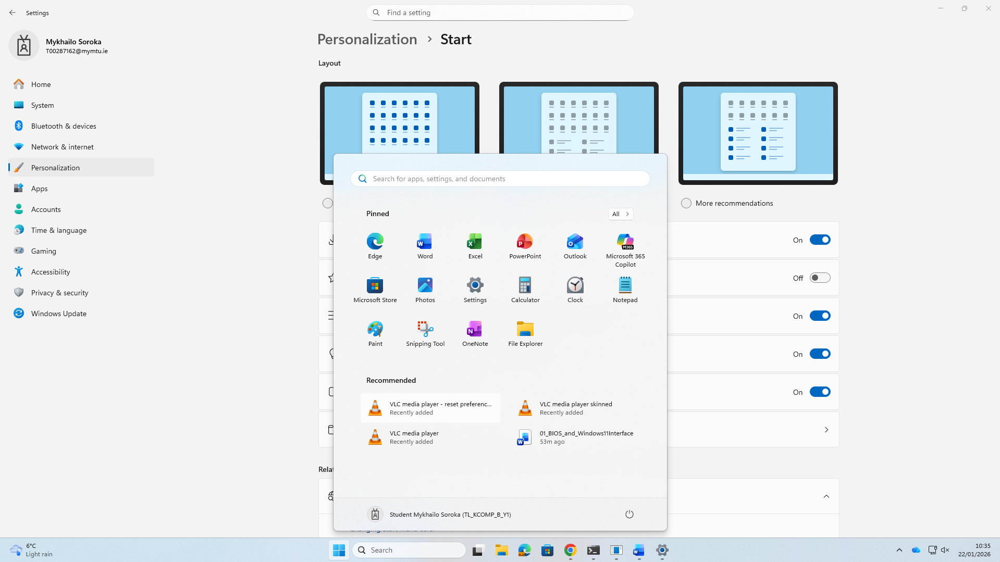 Settings
Find a setting
Mykhailo Soroka
T00287162@mymtu.ie
Home
System
Bluetooth & devices
Network & internet
Personalization
Apps
Accounts
Time & language
Gaming
Accessibility
Privacy & security
Windows Update
Personalization > Start
Layout
More recommendations
On
Off
On
On
On
Search for apps, settings, and documents
Pinned
All
Edge
Word
Excel
PowerPoint
Outlook
Microsoft 365
Copilot
M365
Microsoft Store
Photos
Settings
Calculator
Clock
Notepad
Paint
Snipping Tool
OneNote
File Explorer
Recommended
VLC media player - reset preferenc...
Recently added
VLC media player skinned
Recently added
VLC media player
Recently added
01_BIOS_and_Windows11Interface
53m ago
Student Mykhailo Soroka (TL_KCOMP_B_Y1)
6°C
Light rain
Search
10:35
22/01/2026